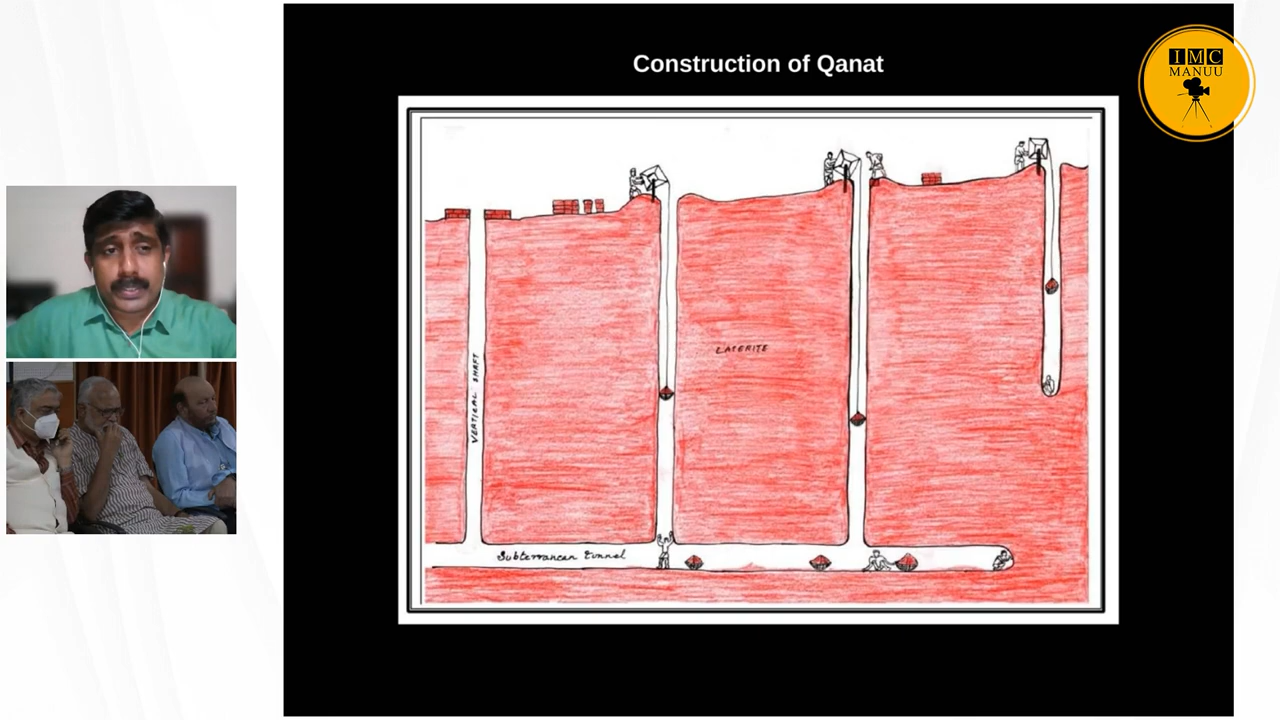 Construction of Qanat
IMC
MANUU
VERTICAL SHAFT
LATERITE
Subterranean tunnel